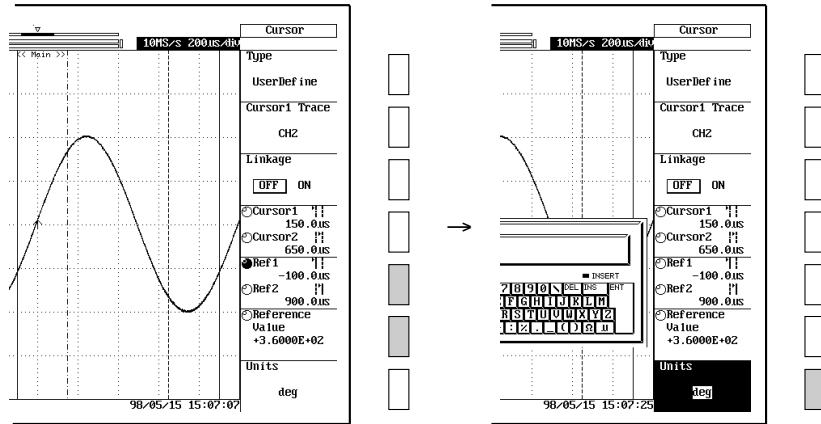 Cursor
10MS/s 200us/div
<< Main >>
Type
UserDefine
Cursor1 Trace
CH2
Linkage
OFF ON
Cursor1
150.0us
Cursor2
650.0us
Ref1
-100.0us
Ref2
900.0us
Reference
Value
+3.6000E+02
Units
deg
98/05/15 15:07:07
→
Cursor
10MS/s 200us/div
Type
UserDefine
Cursor1 Trace
CH2
Linkage
OFF ON
Cursor1
150.0us
Cursor2
650.0us
INSERT
Ref1
-100.0us
7 8 9 0 \ DEL INS ENT
Ref2
900.0us
F G H I J K L M
R S T U V W X Y Z
Reference
: % . _ ( ) Ω μ
Value
+3.6000E+02
Units
deg
98/05/15 15:07:25